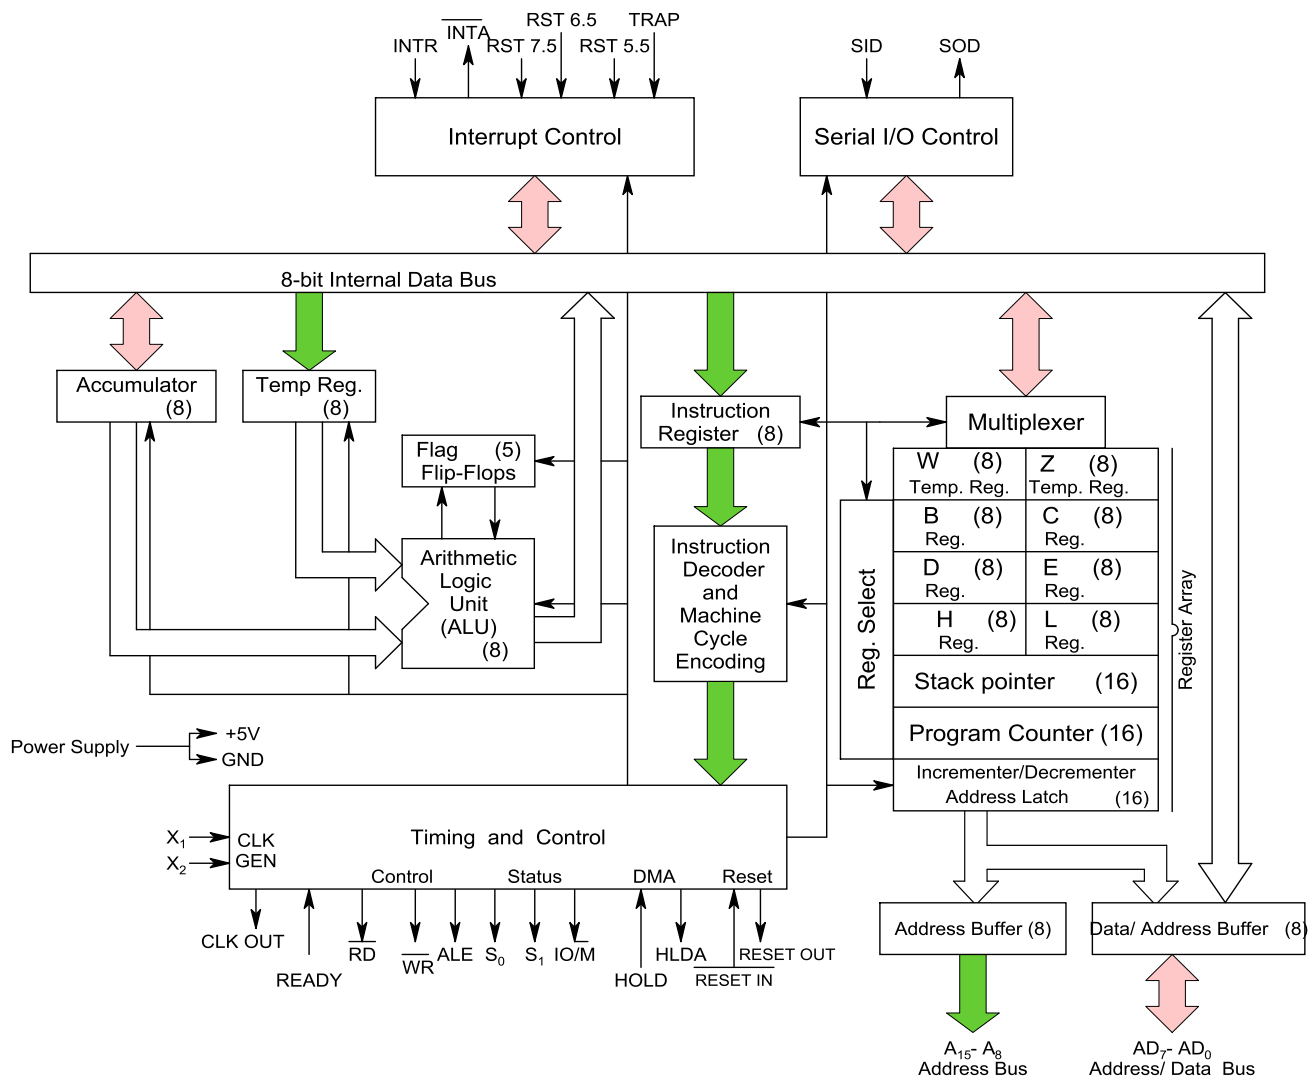 RST 6.5
TRAP
INTA
INTR
RST 7.5
RST 5.5
SID
SOD
Interrupt Control
Serial I/O Control
8-bit Internal Data Bus
Accumulator
(8)
Temp Reg.
(8)
Instruction
Register (8)
Multiplexer
Flag (5)
Flip-Flops
W (8)
Temp. Reg.
Z (8)
Temp. Reg.
B (8)
Reg.
C (8)
Reg.
D (8)
Reg.
E (8)
Reg.
H (8)
Reg.
L (8)
Reg.
Stack pointer (16)
Program Counter (16)
Incrementer/Decrementer
Address Latch (16)
Reg. Select
Register Array
Arithmetic
Logic
Unit
(ALU)
(8)
Instruction
Decoder
and
Machine
Cycle
Encoding
Power Supply
+5V
GND
X1
X2
CLK
GEN
Timing and Control
Control
Status
DMA
Reset
CLK OUT
READY
RD
WR
ALE
S0
S1
IO/M
HOLD
HLDA
RESET IN
RESET OUT
Address Buffer (8)
Data/ Address Buffer (8)
A15- A8
Address Bus
AD7- AD0
Address/ Data Bus